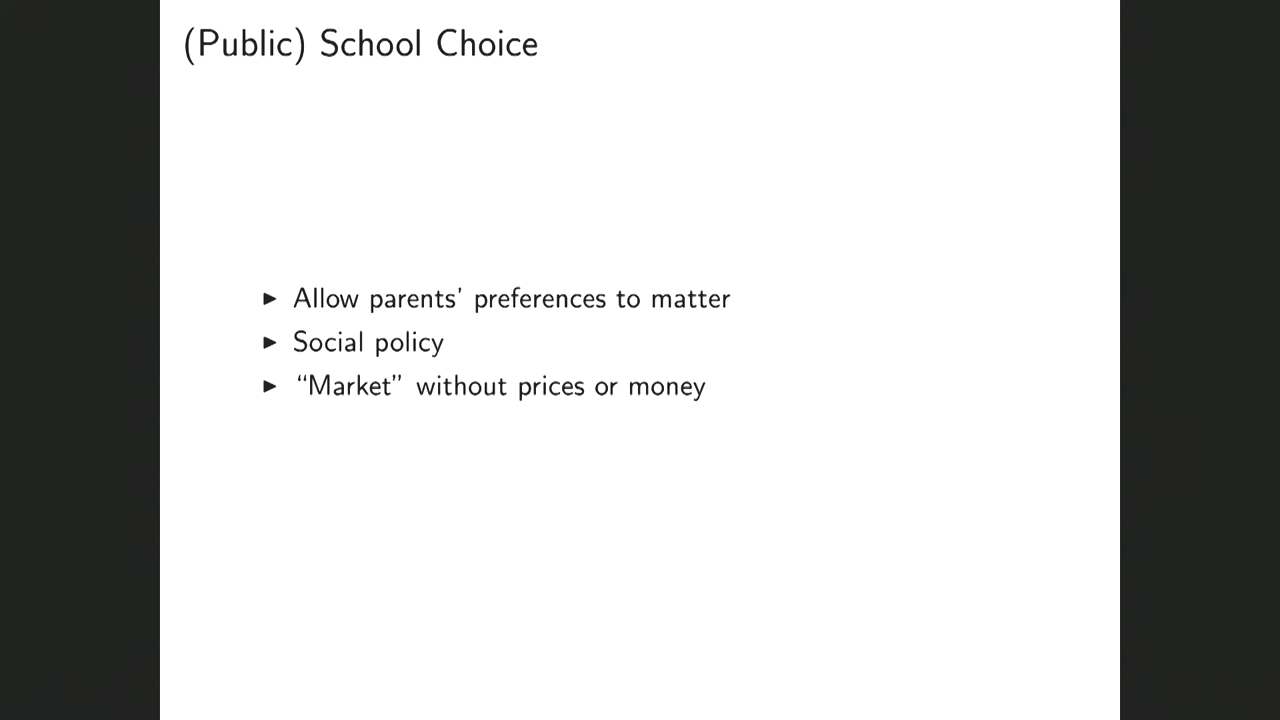 (Public) School Choice
▶ Allow parents’ preferences to matter
▶ Social policy
▶ “Market” without prices or money